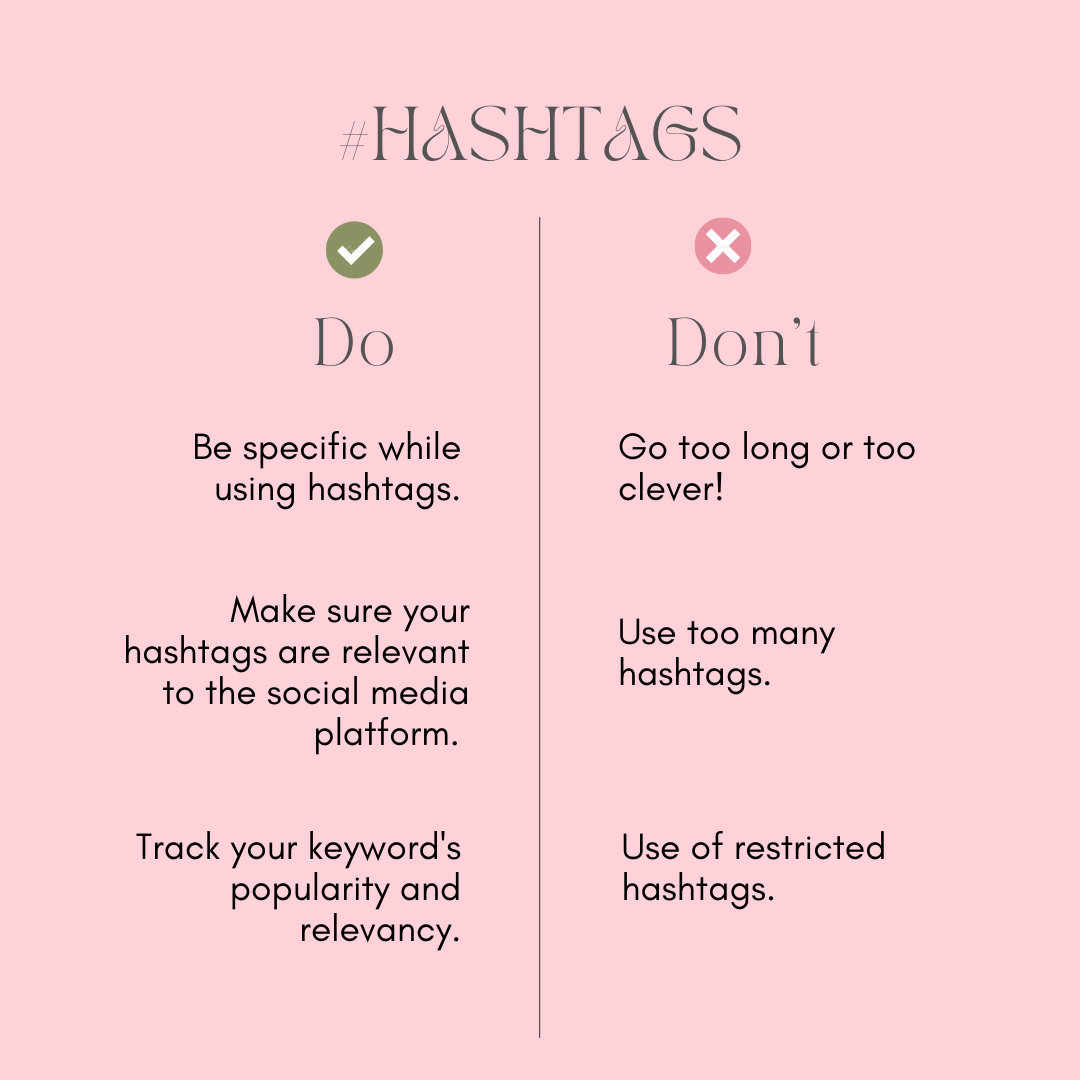 #HASHTAGS
Do
Be specific while
using hashtags.
Make sure your
hashtags are relevant
to the social media
platform.
Track your keyword's
popularity and
relevancy.
Don't
Go too long or too
clever!
Use too many
hashtags.
Use of restricted
hashtags.